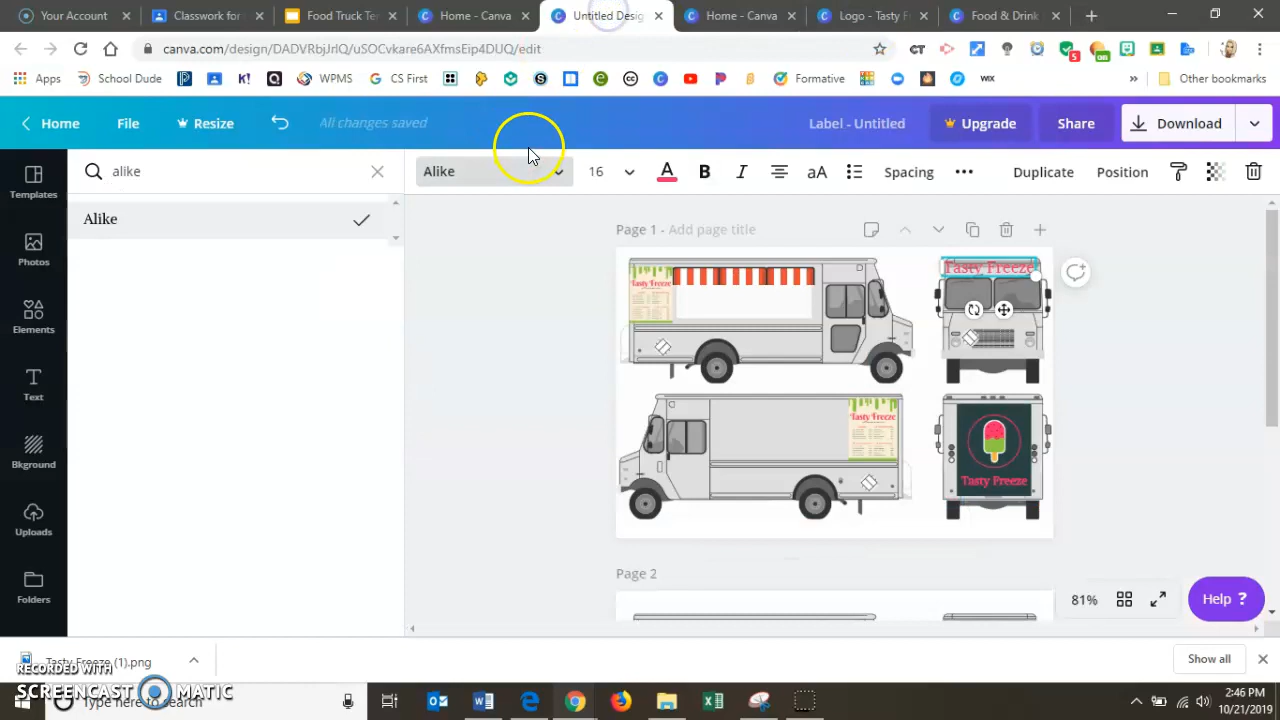 Your Account
Classwork for
Food Truck Te
Home - Canva
Untitled Desig
Home - Canva
Logo - Tasty F
Food & Drink
canva.com/design/DADVRbjJrIQ/uSOCvkare6AXfmsEip4DUQ/edit
Apps
School Dude
WPMS
CS First
Formative
WIX
Other bookmarks
Home
File
Resize
All changes saved
Label - Untitled
Upgrade
Share
Download
Templates
Photos
Elements
Text
Bkground
Uploads
Folders
alike
Alike
Alike
16
B
I
aA
Spacing
Duplicate
Position
Page 1 - Add page title
Tasty Freeze
Tasty Freeze
Tasty Freeze
Tasty Freeze
Page 2
81%
Help ?
Tasty Freeze (1).png
Show all
RECORDED WITH
SCREENCAST MATIC
Type here to search
2:46 PM
10/21/2019